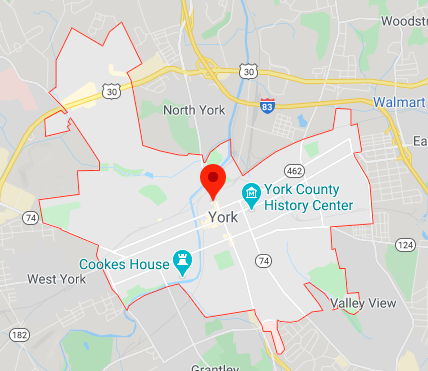 Woodstr
30
30
83
North York
Walmart
Ea
462
York County
History Center
74
York
124
Cookes House
74
West York
Valley View
182
Grantley